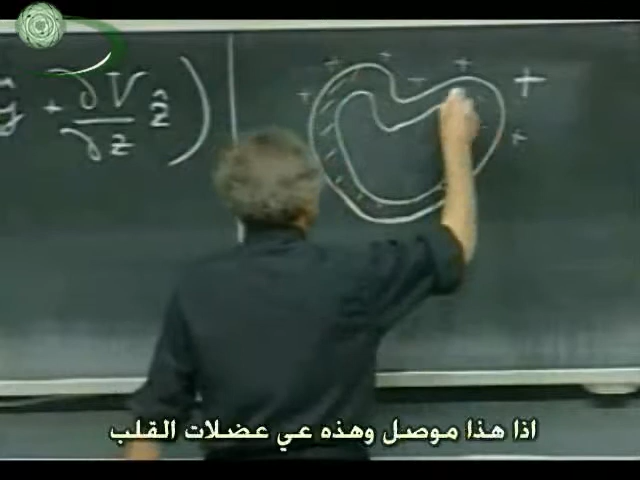 ŷ + ∂V/∂z ẑ )
+ + + + + + +
اذا هذا موصل وهذه عي عضلات القلب